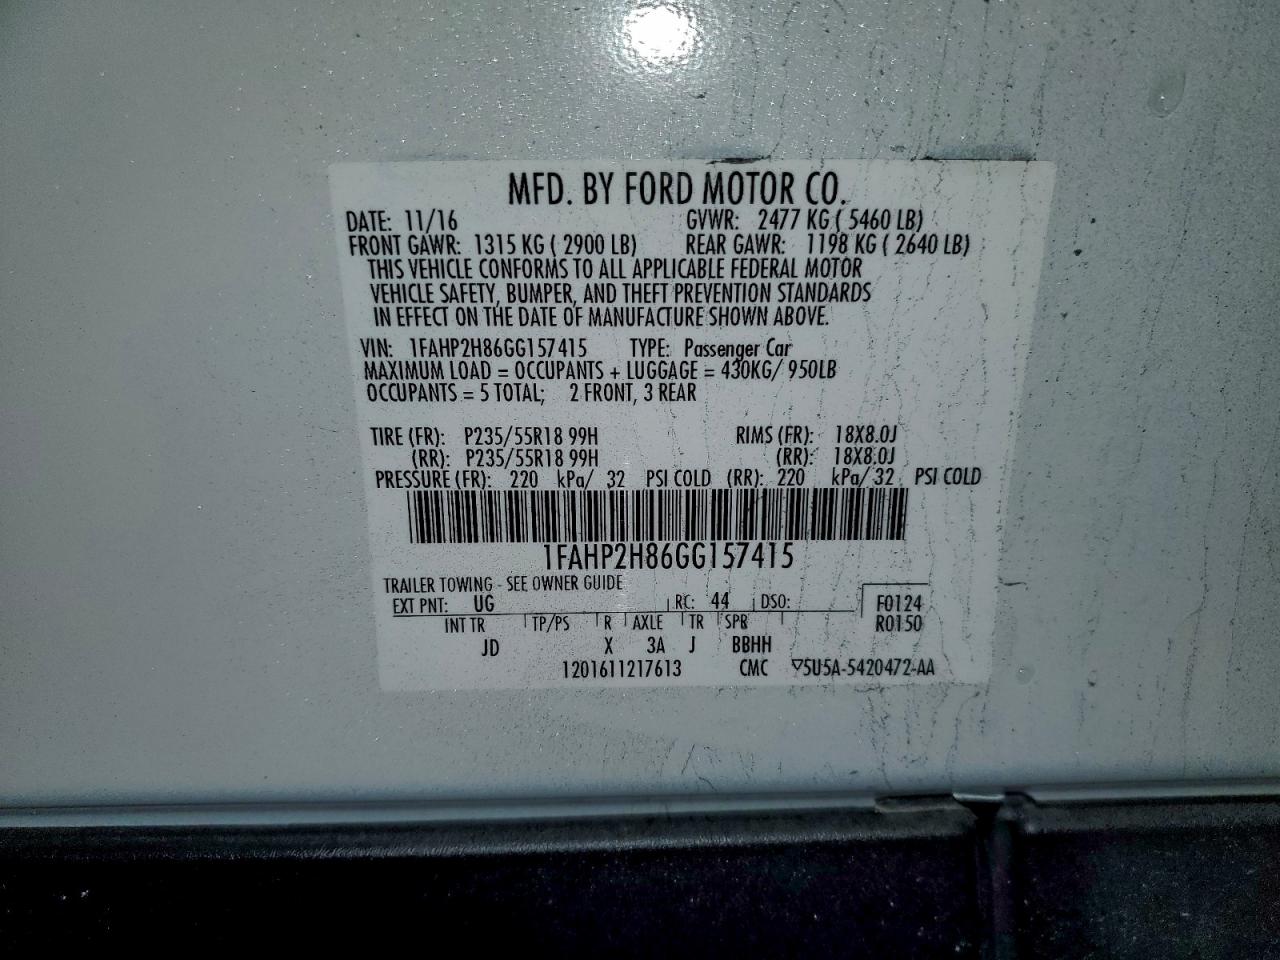 MFD. BY FORD MOTOR CO.
DATE: 11/16 GVWR: 2477 KG ( 5460 LB)
FRONT GAWR: 1315 KG ( 2900 LB) REAR GAWR: 1198 KG ( 2640 LB)
THIS VEHICLE CONFORMS TO ALL APPLICABLE FEDERAL MOTOR
VEHICLE SAFETY, BUMPER, AND THEFT PREVENTION STANDARDS
IN EFFECT ON THE DATE OF MANUFACTURE SHOWN ABOVE.
VIN: 1FAHP2H86GG157415 TYPE: Passenger Car
MAXIMUM LOAD = OCCUPANTS + LUGGAGE = 430KG/ 950LB
OCCUPANTS = 5 TOTAL; 2 FRONT, 3 REAR
TIRE (FR): P235/55R18 99H RIMS (FR): 18X8.0J
(RR): P235/55R18 99H (RR): 18X8.0J
PRESSURE (FR): 220 kPa/ 32 PSI COLD (RR): 220 kPa/ 32 PSI COLD
1FAHP2H86GG157415
TRAILER TOWING - SEE OWNER GUIDE
EXT PNT: UG RC: 44 DSO: F0124
INT TR TP/PS R AXLE TR SPR R0150
JD X 3A J BBHH
1201611217613 CMC ▽5U5A-5420472-AA